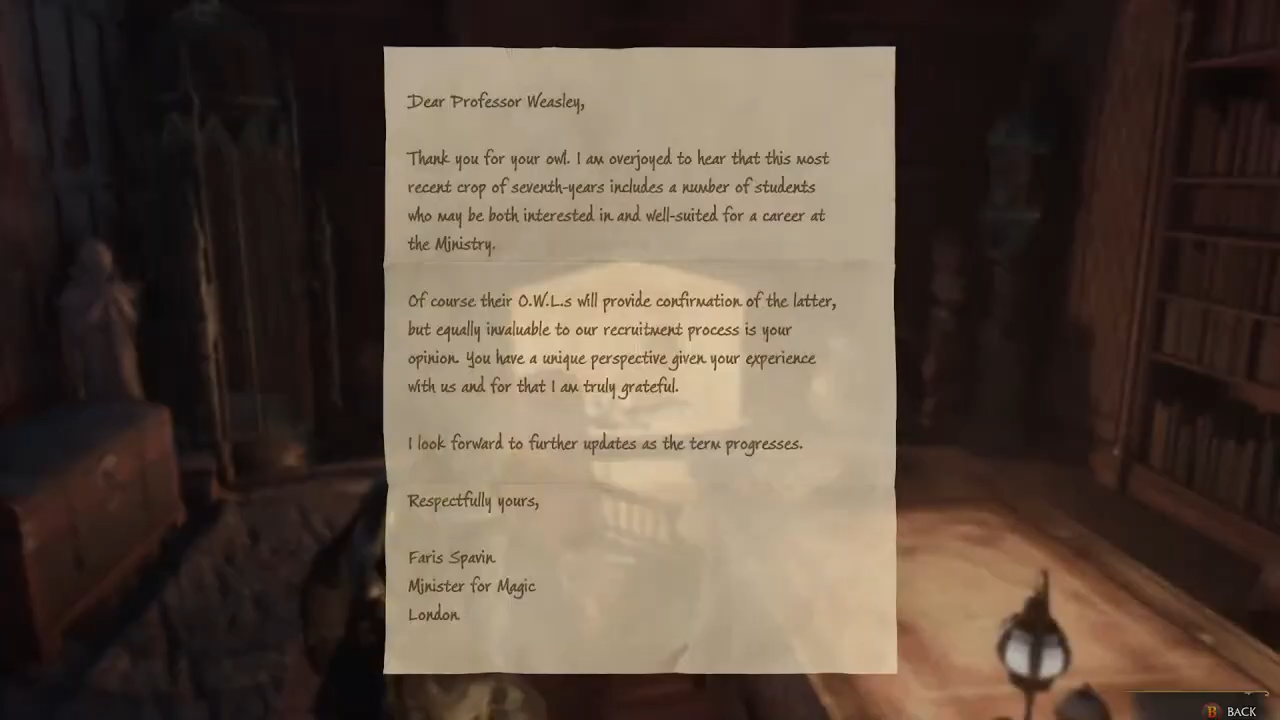 Dear Professor Weasley,
Thank you for your owl. I am overjoyed to hear that this most
recent crop of seventh-years includes a number of students
who may be both interested in and well-suited for a career at
the Ministry.
Of course their O.W.L.s will provide confirmation of the latter,
but equally invaluable to our recruitment process is your
opinion. You have a unique perspective given your experience
with us and for that I am truly grateful.
I look forward to further updates as the term progresses.
Respectfully yours,
Faris Spavin
Minister for Magic
London
B BACK